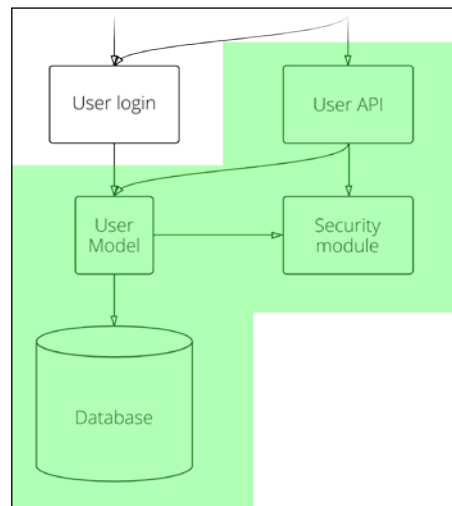 User login
User API
User
Model
Security
module
Database